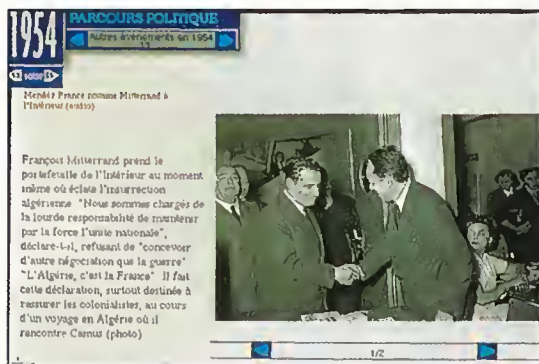 1954
PARCOURS POLITIQUE
Autres événements en 1954
Mendès France nomme Mitterrand à
l'Intérieur (audio)
François Mitterrand prend le
portefeuille de l'Intérieur au moment
même où éclate l'insurrection
algérienne "Nous sommes chargés de
la lourde responsabilité de maintenir
par la force l'unité nationale",
déclare-t-il, refusant de "concevoir
d'autre négociation que la guerre"
"L'Algérie, c'est la France" Il fait
cette déclaration, surtout destinée à
rassurer les colonialistes, au cours
d'un voyage en Algérie où il
rencontre Camus (photo)
1/2